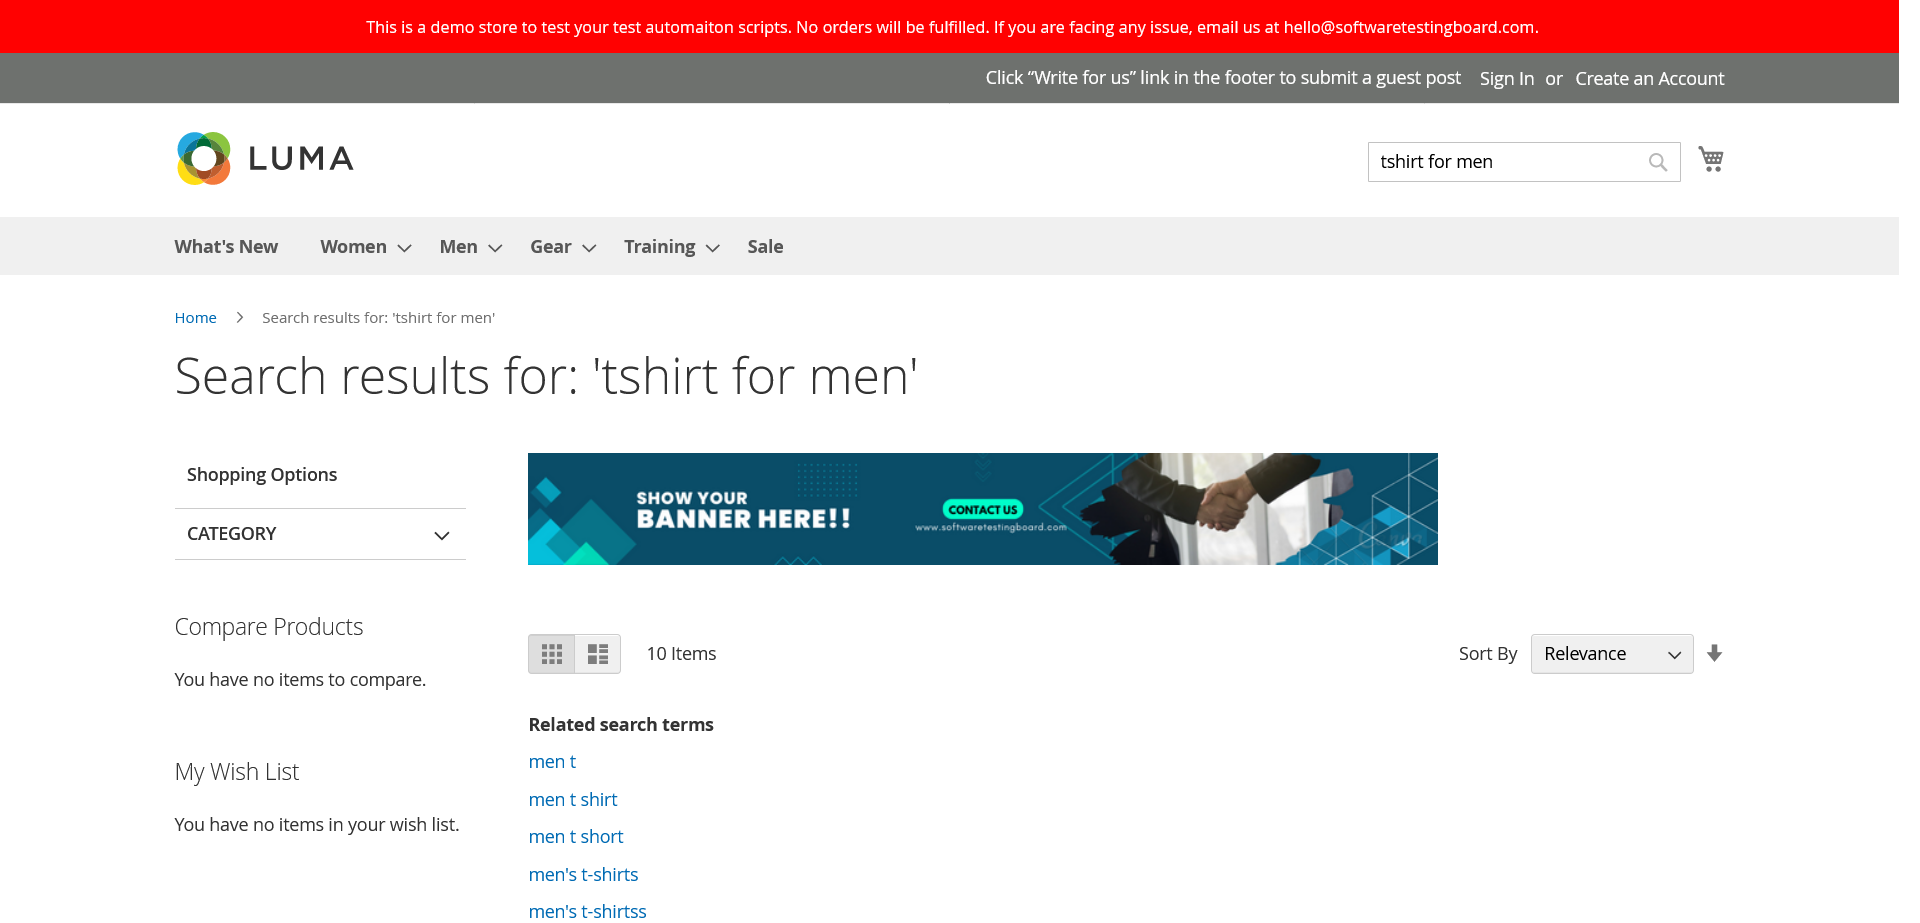 This is a demo store to test your test automaiton scripts. No orders will be fulfilled. If you are facing any issue, email us at hello@softwaretestingboard.com.
Click “Write for us” link in the footer to submit a guest post Sign In or Create an Account
LUMA
tshirt for men
What's New Women Men Gear Training Sale
Home Search results for: 'tshirt for men'
Search results for: 'tshirt for men'
Shopping Options
CATEGORY
SHOW YOUR
BANNER HERE!!
CONTACT US
www.softwaretestingboard.com
Compare Products
You have no items to compare.
My Wish List
You have no items in your wish list.
10 Items
Sort By Relevance
Related search terms
men t
men t shirt
men t short
men's t-shirts
men's t-shirtss